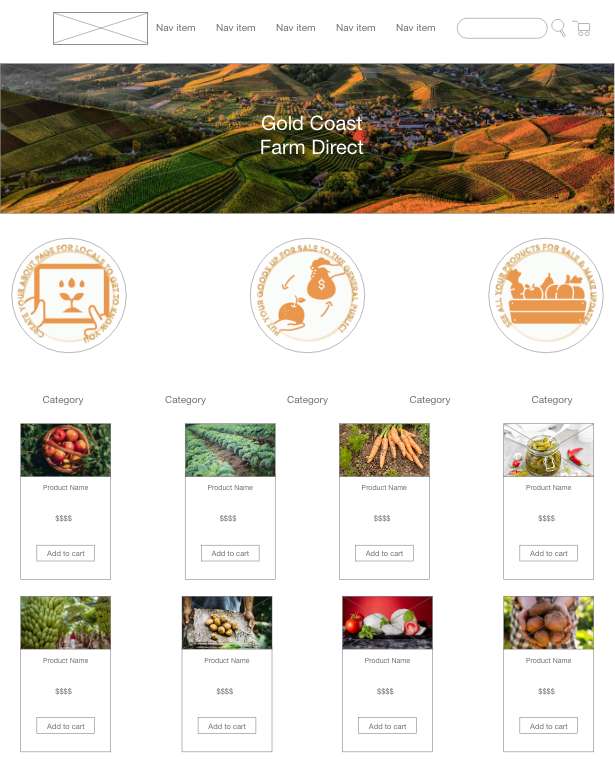 Nav item Nav item Nav item Nav item Nav item
Gold Coast
Farm Direct
CREATE YOUR ABOUT PAGE FOR LOCALS TO GET TO KNOW YOU
PUT YOUR GOODS UP FOR SALE TO THE GENERAL PUBLIC!
$
SEE ALL YOUR PRODUCTS FOR SALE & MAKE UPDATES
Category Category Category Category Category
Product Name Product Name Product Name Product Name
$$$$ $$$$ $$$$ $$$$
Add to cart Add to cart Add to cart Add to cart
Product Name Product Name Product Name Product Name
$$$$ $$$$ $$$$ $$$$
Add to cart Add to cart Add to cart Add to cart